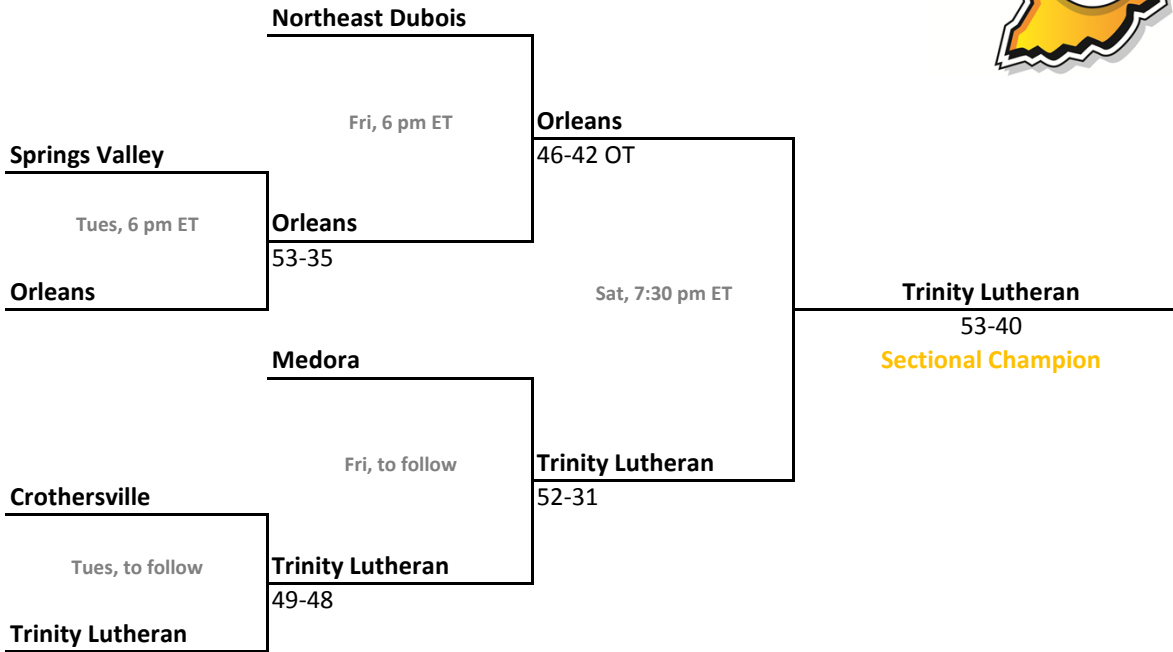 Northeast Dubois
Fri, 6 pm ET
Orleans
46-42 OT
Springs Valley
Tues, 6 pm ET
Orleans
53-35
Orleans
Sat, 7:30 pm ET
Trinity Lutheran
53-40
Sectional Champion
Medora
Fri, to follow
Trinity Lutheran
52-31
Crothersville
Tues, to follow
Trinity Lutheran
49-48
Trinity Lutheran